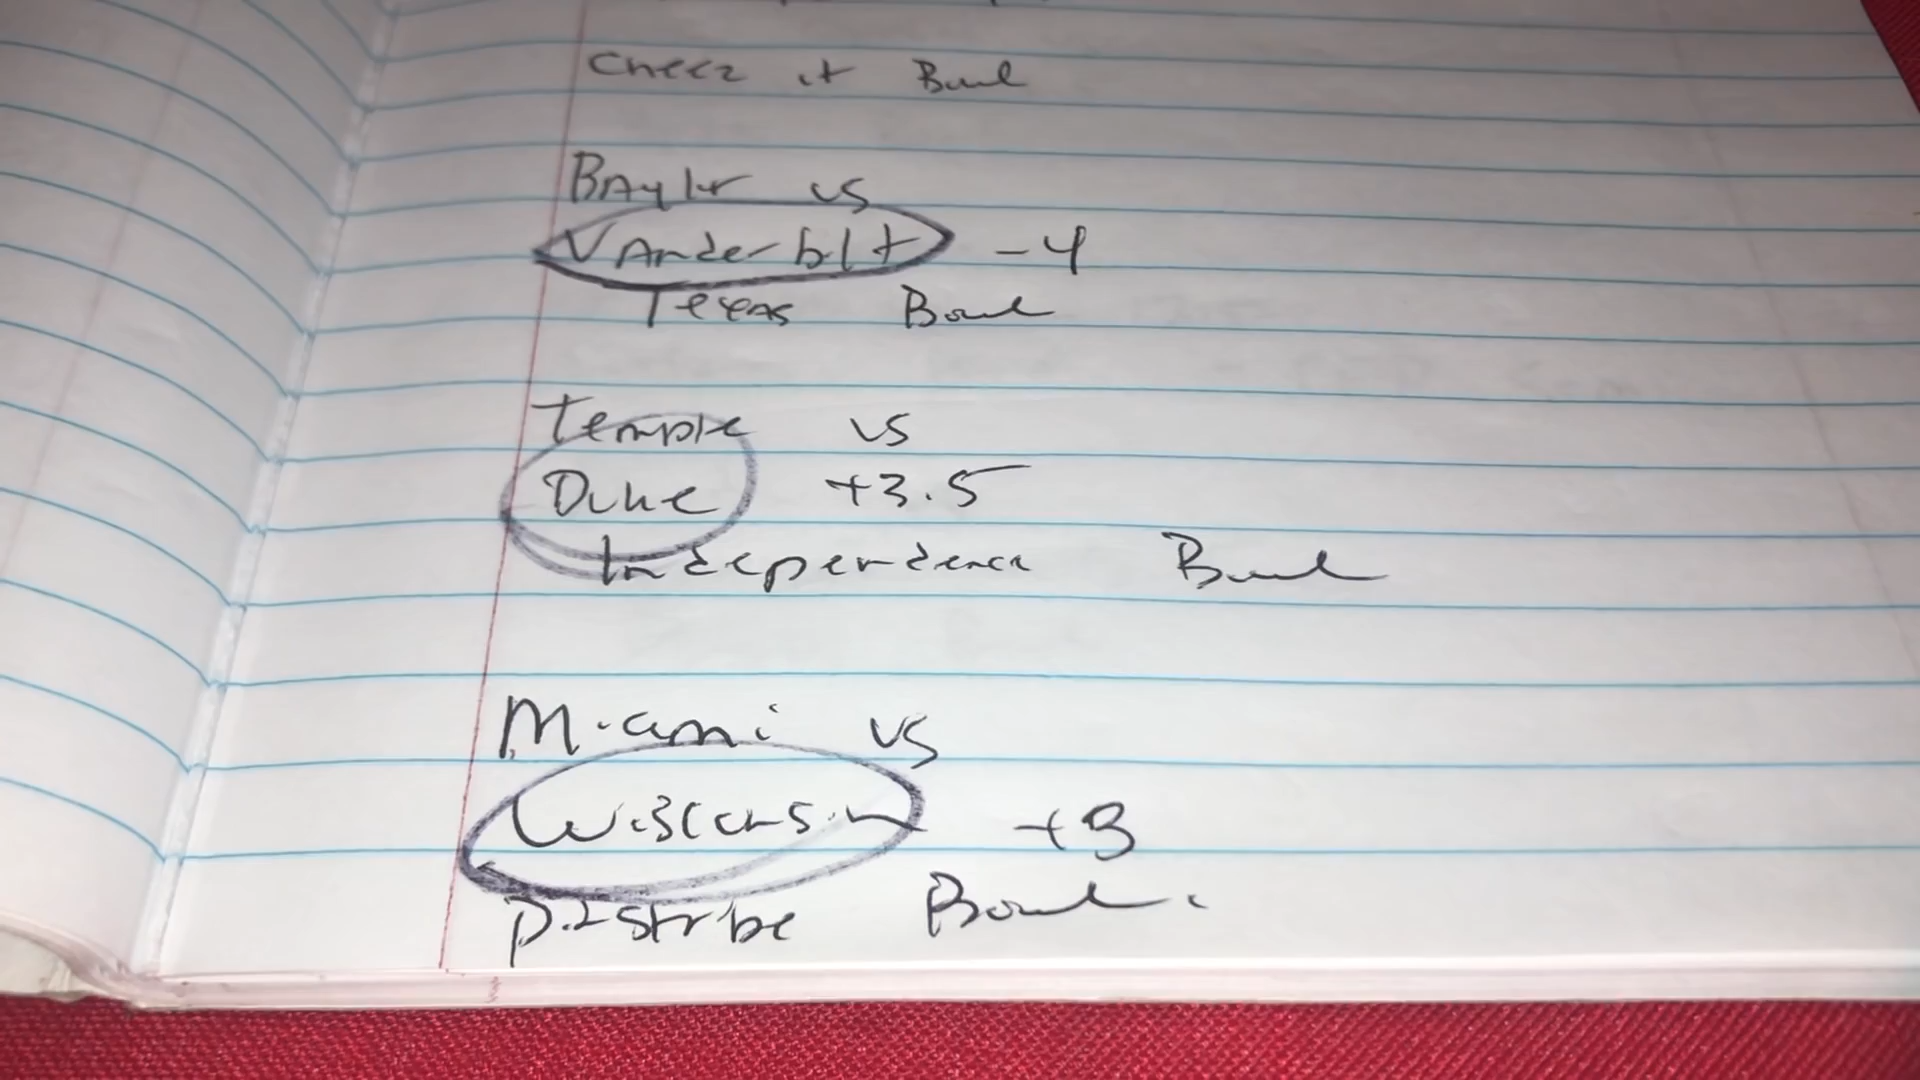 Cheez it Bowl
BAylor vs
VAnderbilt -4
Texas Bowl
Temple vs
Duke +3.5
Independence Bowl
Miami vs
Wisconsin +3
Pinstripe Bowl.